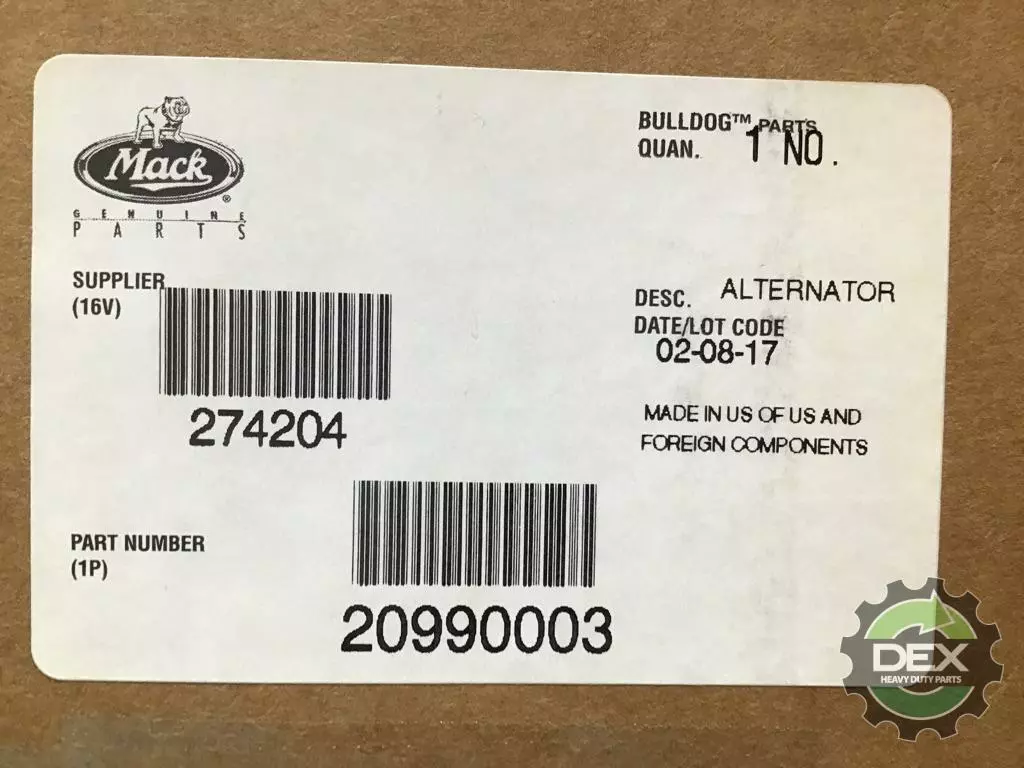 Mack®
GENUINE
PARTS
BULLDOG™ PARTS
QUAN. 1 NO.
SUPPLIER
(16V)
274204
DESC. ALTERNATOR
DATE/LOT CODE
02-08-17
MADE IN US OF US AND
FOREIGN COMPONENTS
PART NUMBER
(1P)
20990003
DEX
HEAVY DUTY PARTS